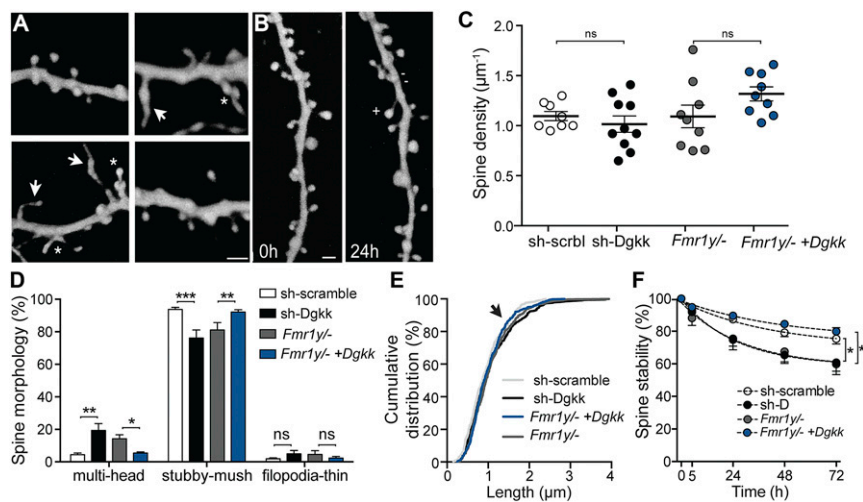 A
*
*
*
B
0h
24h
-
-
+
C
ns
ns
Spine density (µm⁻¹)
2.0
1.5
1.0
0.5
0.0
sh-scrbl
sh-Dgkk
Fmr1y/-
Fmr1y/- +Dgkk
D
Spine morphology (%)
100
80
60
40
20
0
**
*
***
**
ns
ns
sh-scramble
sh-Dgkk
Fmr1y/-
Fmr1y/- +Dgkk
multi-head
stubby-mush
filopodia-thin
E
Cumulative
distribution (%)
100
80
60
40
20
0
sh-scramble
sh-Dgkk
Fmr1y/- +Dgkk
Fmr1y/-
0 1 2 3 4
Length (µm)
F
Spine stability (%)
100
80
60
40
20
0
*
*
sh-scramble
sh-D
Fmr1y/-
Fmr1y/- +Dgkk
0 5 24 48 72
Time (h)